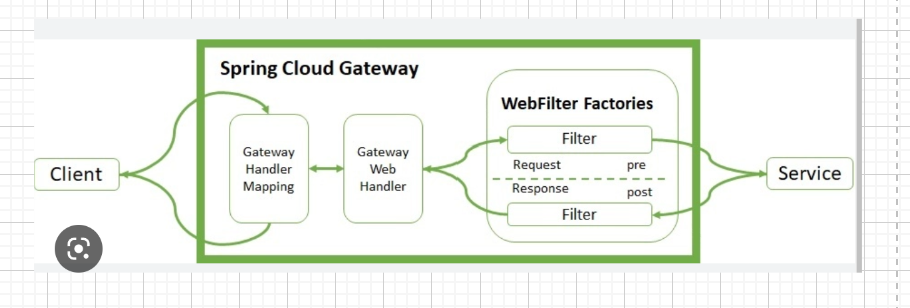 Spring Cloud Gateway
Client
Gateway
Handler
Mapping
Gateway
Web
Handler
WebFilter Factories
Filter
Request pre
Response post
Filter
Service